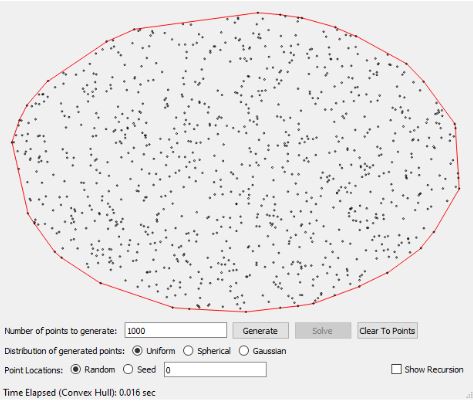 Number of points to generate: 1000 Generate Solve Clear To Points
Distribution of generated points: Uniform Spherical Gaussian
Point Locations: Random Seed 0 Show Recursion
Time Elapsed (Convex Hull): 0.016 sec